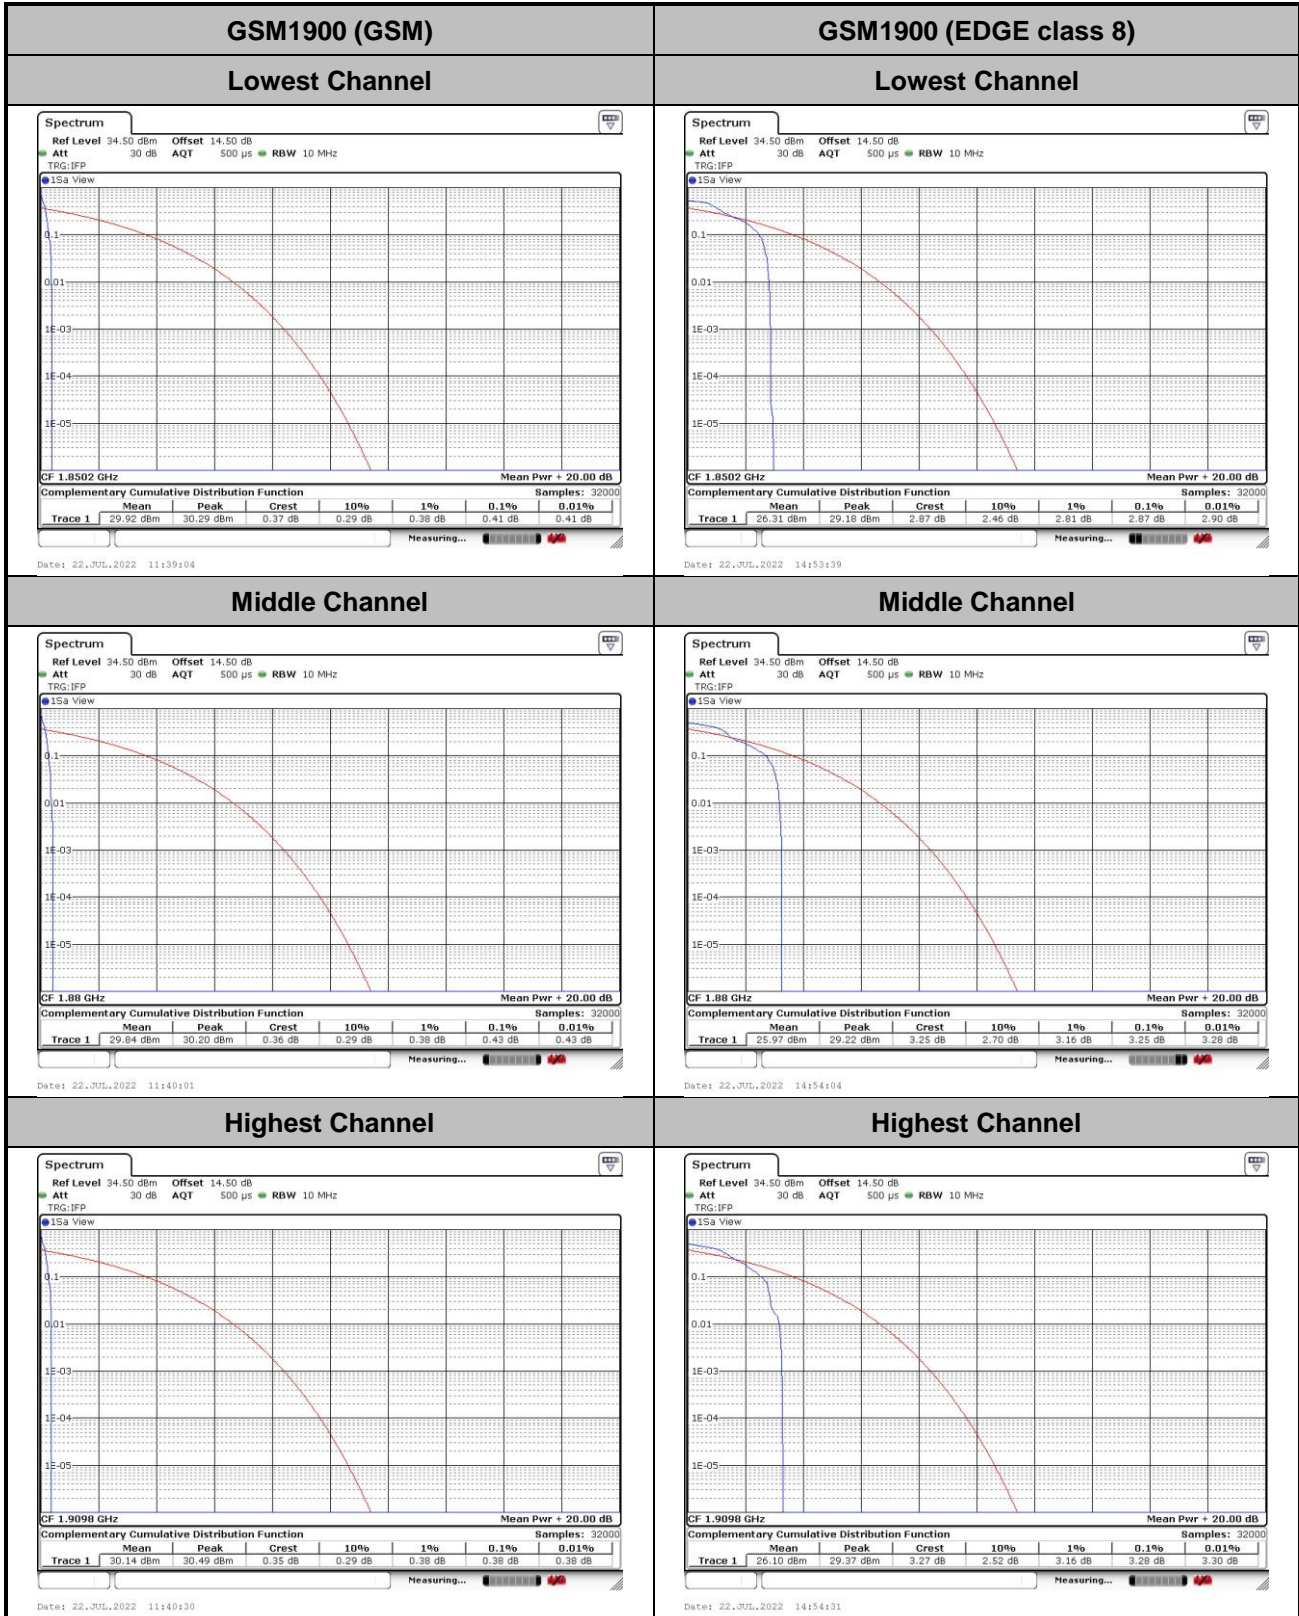 GSM1900 (GSM)
GSM1900 (EDGE class 8)
Lowest Channel
Lowest Channel
Spectrum
Ref Level 34.50 dBm Offset 14.50 dB
Att 30 dB AQT 500 µs RBW 10 MHz
TRG:IFP
1Sa View
0.1
0.01
1E-03
1E-04
1E-05
CF 1.8502 GHz Mean Pwr + 20.00 dB
Complementary Cumulative Distribution Function Samples: 32000
Mean Peak Crest 10% 1% 0.1% 0.01%
Trace 1 29.92 dBm 30.29 dBm 0.37 dB 0.29 dB 0.38 dB 0.41 dB 0.41 dB
Measuring...
Date: 22.JUL.2022 11:39:04
Spectrum
Ref Level 34.50 dBm Offset 14.50 dB
Att 30 dB AQT 500 µs RBW 10 MHz
TRG:IFP
1Sa View
0.1
0.01
1E-03
1E-04
1E-05
CF 1.8502 GHz Mean Pwr + 20.00 dB
Complementary Cumulative Distribution Function Samples: 32000
Mean Peak Crest 10% 1% 0.1% 0.01%
Trace 1 26.31 dBm 29.18 dBm 2.87 dB 2.46 dB 2.81 dB 2.87 dB 2.90 dB
Measuring...
Date: 22.JUL.2022 14:53:39
Middle Channel
Middle Channel
Spectrum
Ref Level 34.50 dBm Offset 14.50 dB
Att 30 dB AQT 500 µs RBW 10 MHz
TRG:IFP
1Sa View
0.1
0.01
1E-03
1E-04
1E-05
CF 1.88 GHz Mean Pwr + 20.00 dB
Complementary Cumulative Distribution Function Samples: 32000
Mean Peak Crest 10% 1% 0.1% 0.01%
Trace 1 29.84 dBm 30.20 dBm 0.36 dB 0.29 dB 0.38 dB 0.43 dB 0.43 dB
Measuring...
Date: 22.JUL.2022 11:40:01
Spectrum
Ref Level 34.50 dBm Offset 14.50 dB
Att 30 dB AQT 500 µs RBW 10 MHz
TRG:IFP
1Sa View
0.1
0.01
1E-03
1E-04
1E-05
CF 1.88 GHz Mean Pwr + 20.00 dB
Complementary Cumulative Distribution Function Samples: 32000
Mean Peak Crest 10% 1% 0.1% 0.01%
Trace 1 25.97 dBm 29.22 dBm 3.25 dB 2.70 dB 3.16 dB 3.25 dB 3.28 dB
Measuring...
Date: 22.JUL.2022 14:54:04
Highest Channel
Highest Channel
Spectrum
Ref Level 34.50 dBm Offset 14.50 dB
Att 30 dB AQT 500 µs RBW 10 MHz
TRG:IFP
1Sa View
0.1
0.01
1E-03
1E-04
1E-05
CF 1.9098 GHz Mean Pwr + 20.00 dB
Complementary Cumulative Distribution Function Samples: 32000
Mean Peak Crest 10% 1% 0.1% 0.01%
Trace 1 30.14 dBm 30.49 dBm 0.35 dB 0.29 dB 0.38 dB 0.38 dB 0.38 dB
Measuring...
Date: 22.JUL.2022 11:40:30
Spectrum
Ref Level 34.50 dBm Offset 14.50 dB
Att 30 dB AQT 500 µs RBW 10 MHz
TRG:IFP
1Sa View
0.1
0.01
1E-03
1E-04
1E-05
CF 1.9098 GHz Mean Pwr + 20.00 dB
Complementary Cumulative Distribution Function Samples: 32000
Mean Peak Crest 10% 1% 0.1% 0.01%
Trace 1 26.10 dBm 29.37 dBm 3.27 dB 2.52 dB 3.16 dB 3.28 dB 3.30 dB
Measuring...
Date: 22.JUL.2022 14:54:31